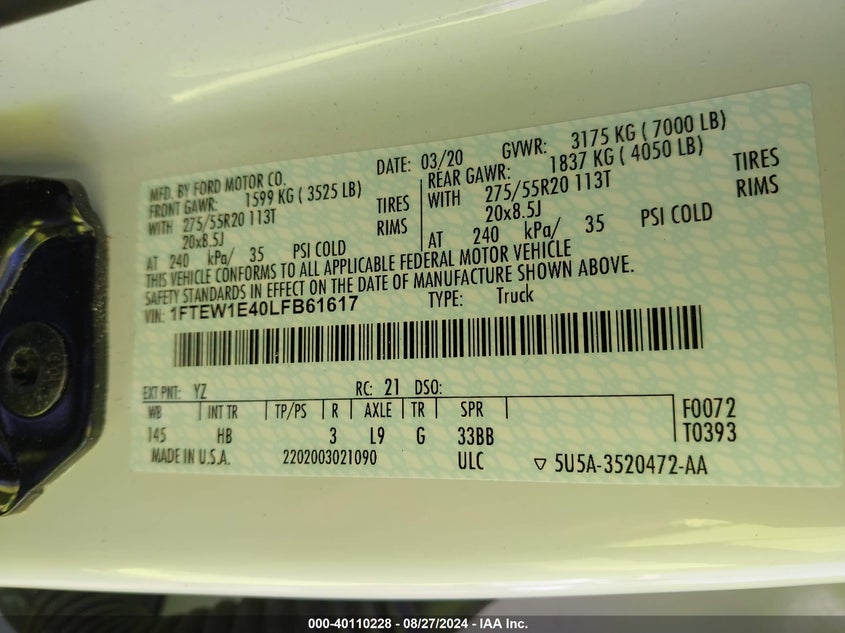 MFD. BY FORD MOTOR CO. DATE: 03/20 GVWR: 3175 KG ( 7000 LB)
FRONT GAWR: 1599 KG ( 3525 LB) REAR GAWR: 1837 KG ( 4050 LB)
WITH 275/55R20 113T TIRES WITH 275/55R20 113T TIRES
20x8.5J RIMS 20x8.5J RIMS
AT 240 kPa/ 35 PSI COLD AT 240 kPa/ 35 PSI COLD
THIS VEHICLE CONFORMS TO ALL APPLICABLE FEDERAL MOTOR VEHICLE
SAFETY STANDARDS IN EFFECT ON THE DATE OF MANUFACTURE SHOWN ABOVE.
VIN: 1FTEW1E40LFB61617 TYPE: Truck
EXT PNT: YZ RC: 21 DSO:
WB INT TR TP/PS R AXLE TR SPR F0072
145 HB 3 L9 G 33BB T0393
MADE IN U.S.A. 2202003021090 ULC ▽ 5U5A-3520472-AA
000-40110228 - 08/27/2024 - IAA Inc.